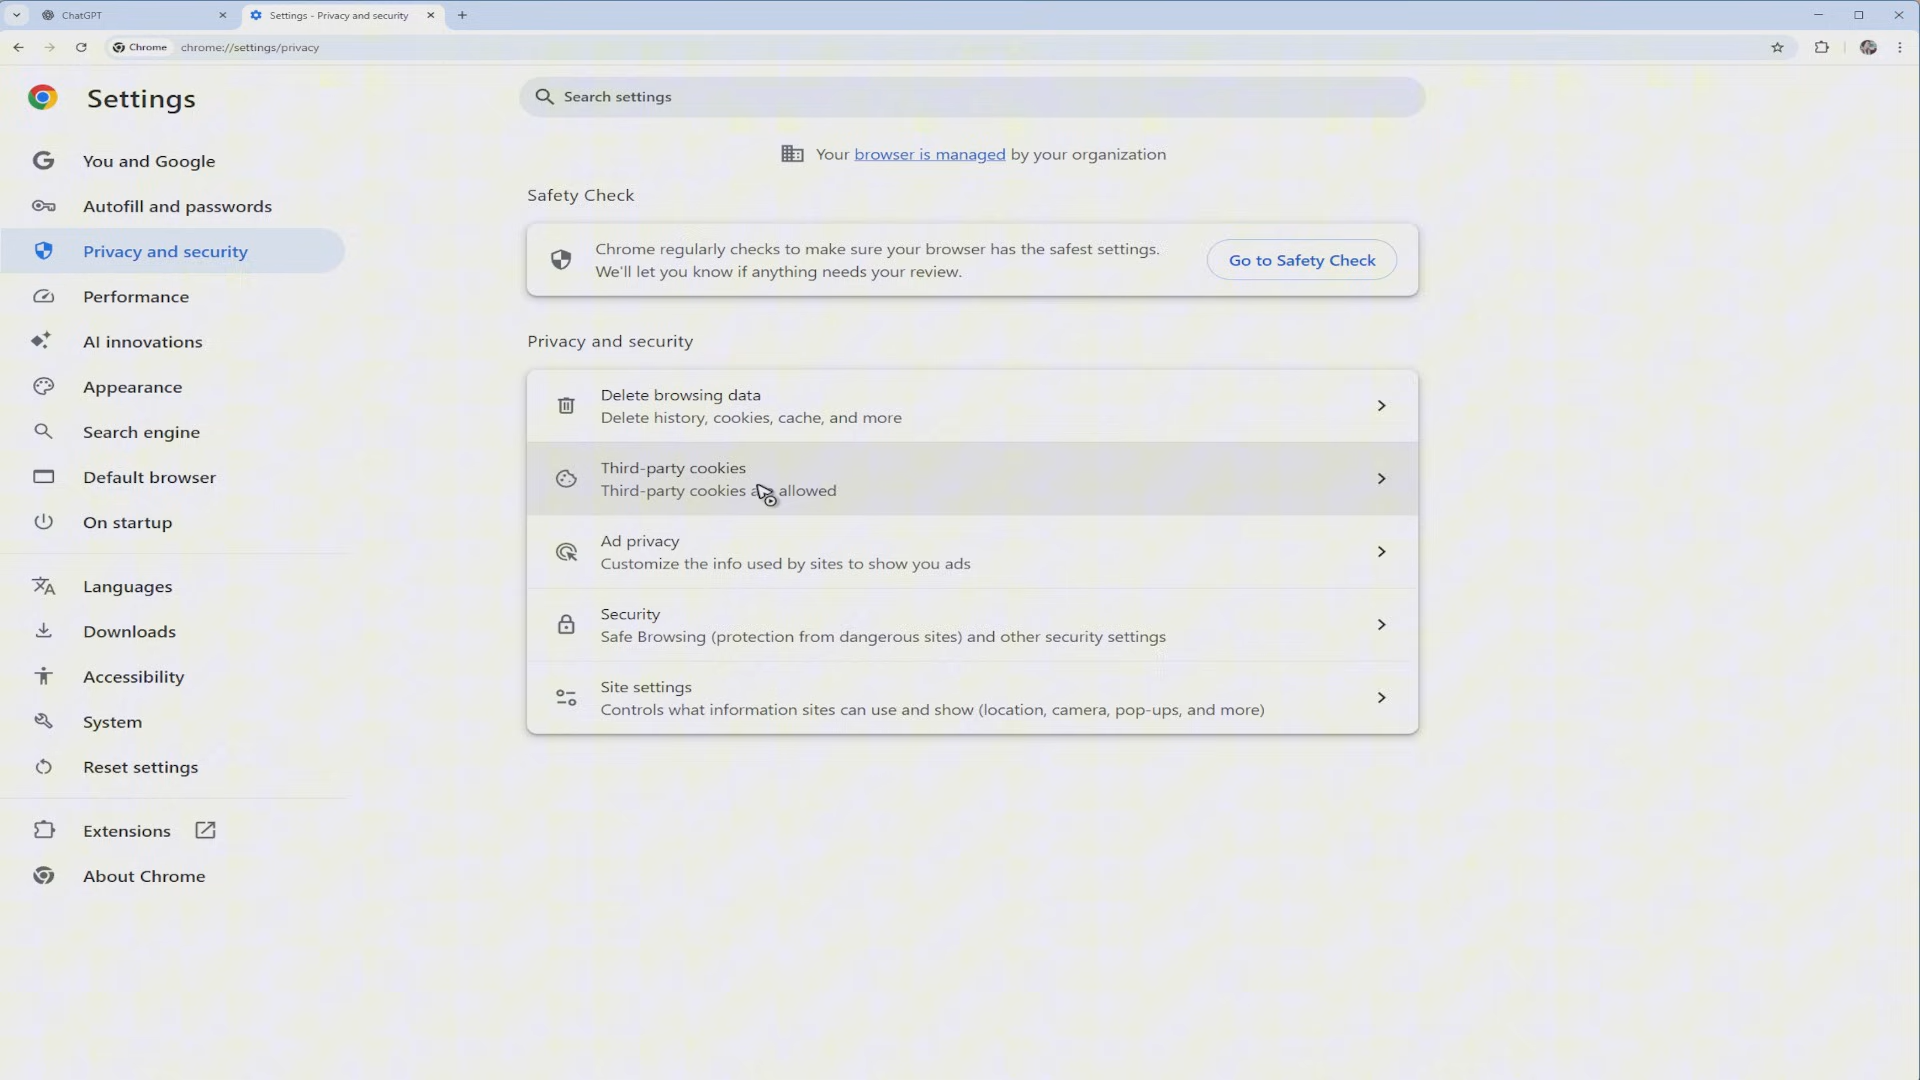 ChatGPT
Settings - Privacy and security
Chrome
chrome://settings/privacy
Settings
Search settings
Your browser is managed by your organization
You and Google
Autofill and passwords
Privacy and security
Performance
AI innovations
Appearance
Search engine
Default browser
On startup
Languages
Downloads
Accessibility
System
Reset settings
Extensions
About Chrome
Safety Check
Chrome regularly checks to make sure your browser has the safest settings.
We'll let you know if anything needs your review.
Go to Safety Check
Privacy and security
Delete browsing data
Delete history, cookies, cache, and more
Third-party cookies
Third-party cookies are allowed
Ad privacy
Customize the info used by sites to show you ads
Security
Safe Browsing (protection from dangerous sites) and other security settings
Site settings
Controls what information sites can use and show (location, camera, pop-ups, and more)